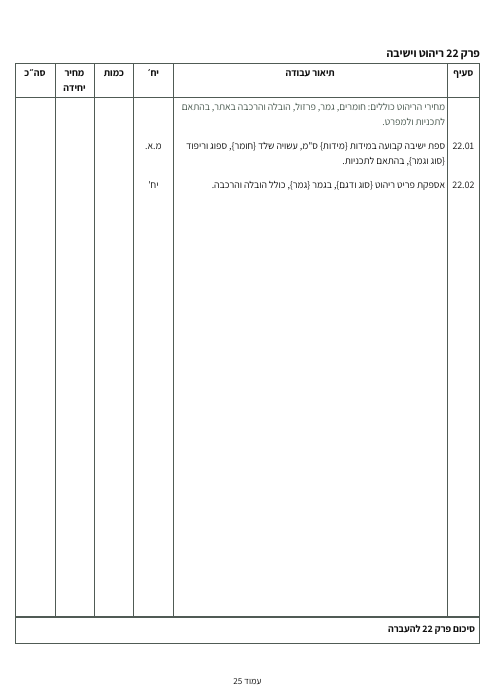 פרק 22 ריהוט וישיבה
סעיף תיאור עבודה יח׳ כמות מחיר יחידה סה״כ
מחירי הריהוט כוללים: חומרים, גמר, פרזול, הובלה והרכבה באתר, בהתאם
לתכניות ולמפרט.
22.01 ספת ישיבה קבועה במידות {מידות} ס"מ, עשויה שלד {חומר}, ספוג וריפוד מ.א.
{סוג וגמר}, בהתאם לתכניות.
22.02 אספקת פריט ריהוט {סוג ודגם}, בגמר {גמר}, כולל הובלה והרכבה. יח'
סיכום פרק 22 להעברה
עמוד 25